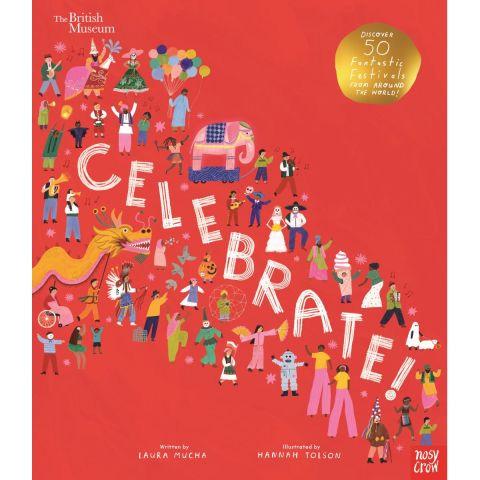 The British
Museum
DISCOVER
50
Fantastic
Festivals
FROM AROUND
THE WORLD!
CELEBRATE!
Written by
LAURA MUCHA
Illustrated by
HANNAH TOLSON
nosy
crow